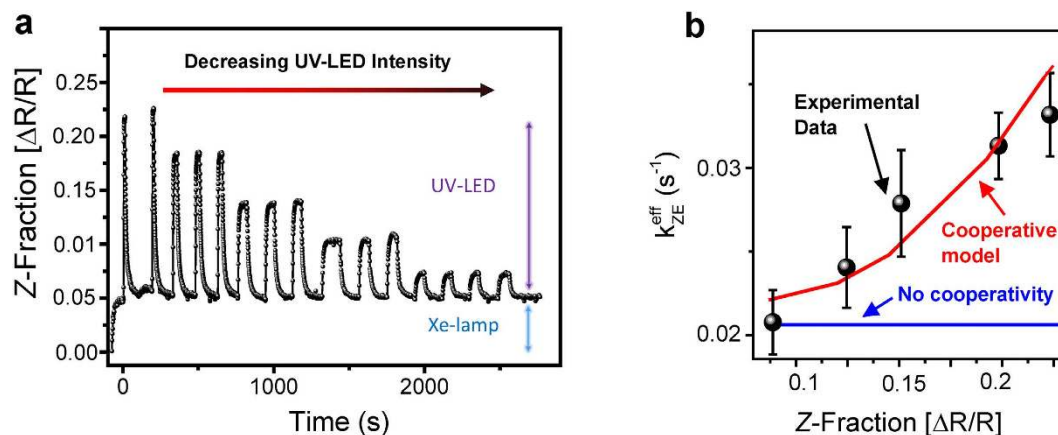 a
Z-Fraction [ΔR/R]
0.25
0.20
0.15
0.01
0.05
0.00
Decreasing UV-LED Intensity
UV-LED
Xe-lamp
0
1000
2000
Time (s)
b
k_ZE^eff (s⁻¹)
0.03
0.02
Experimental
Data
Cooperative
model
No cooperativity
0.1
0.15
0.2
Z-Fraction [ΔR/R]